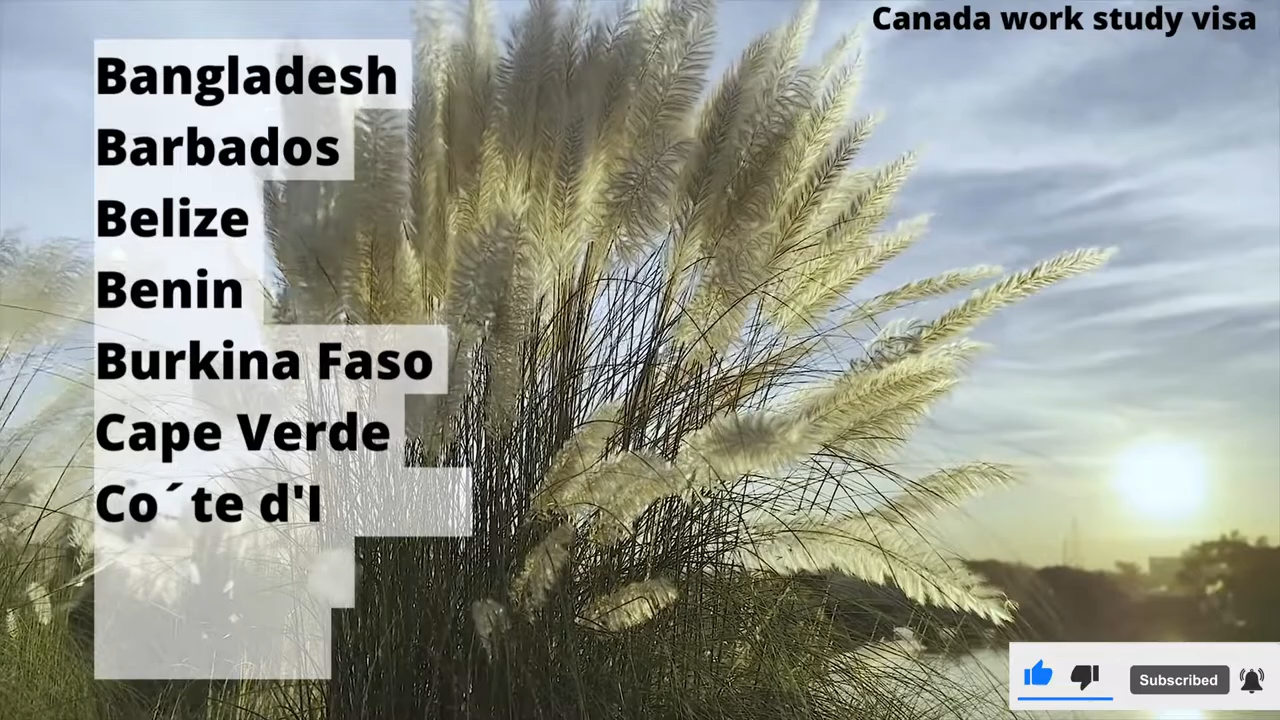 Canada work study visa
Bangladesh
Barbados
Belize
Benin
Burkina Faso
Cape Verde
Co´te d'I
Subscribed